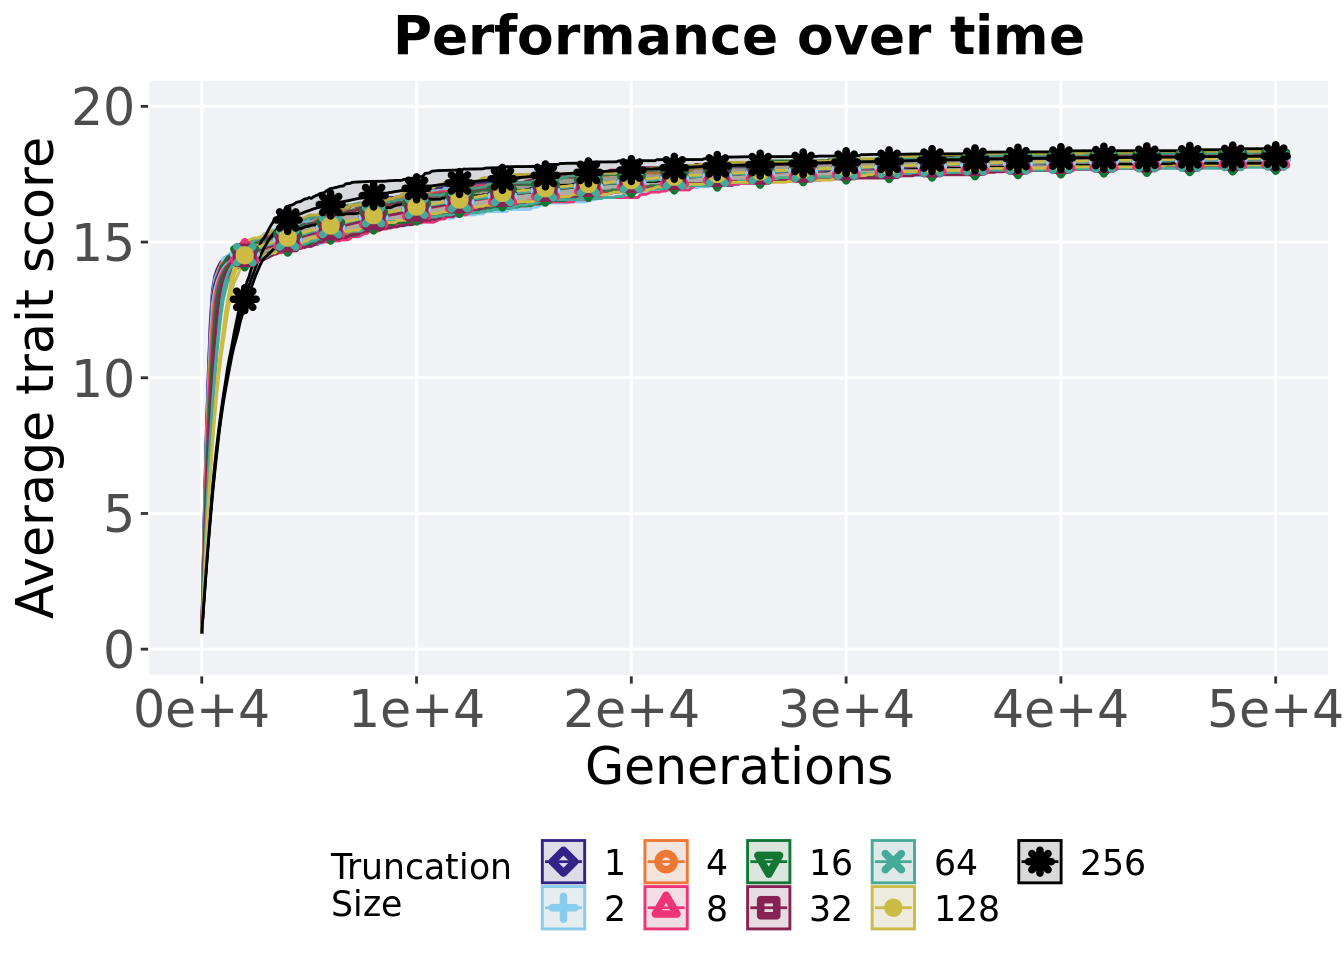 Performance over time
Average trait score
20
15
10
5
0
0e+4 1e+4 2e+4 3e+4 4e+4 5e+4
Generations
Truncation
Size
1 4 16 64 256
2 8 32 128